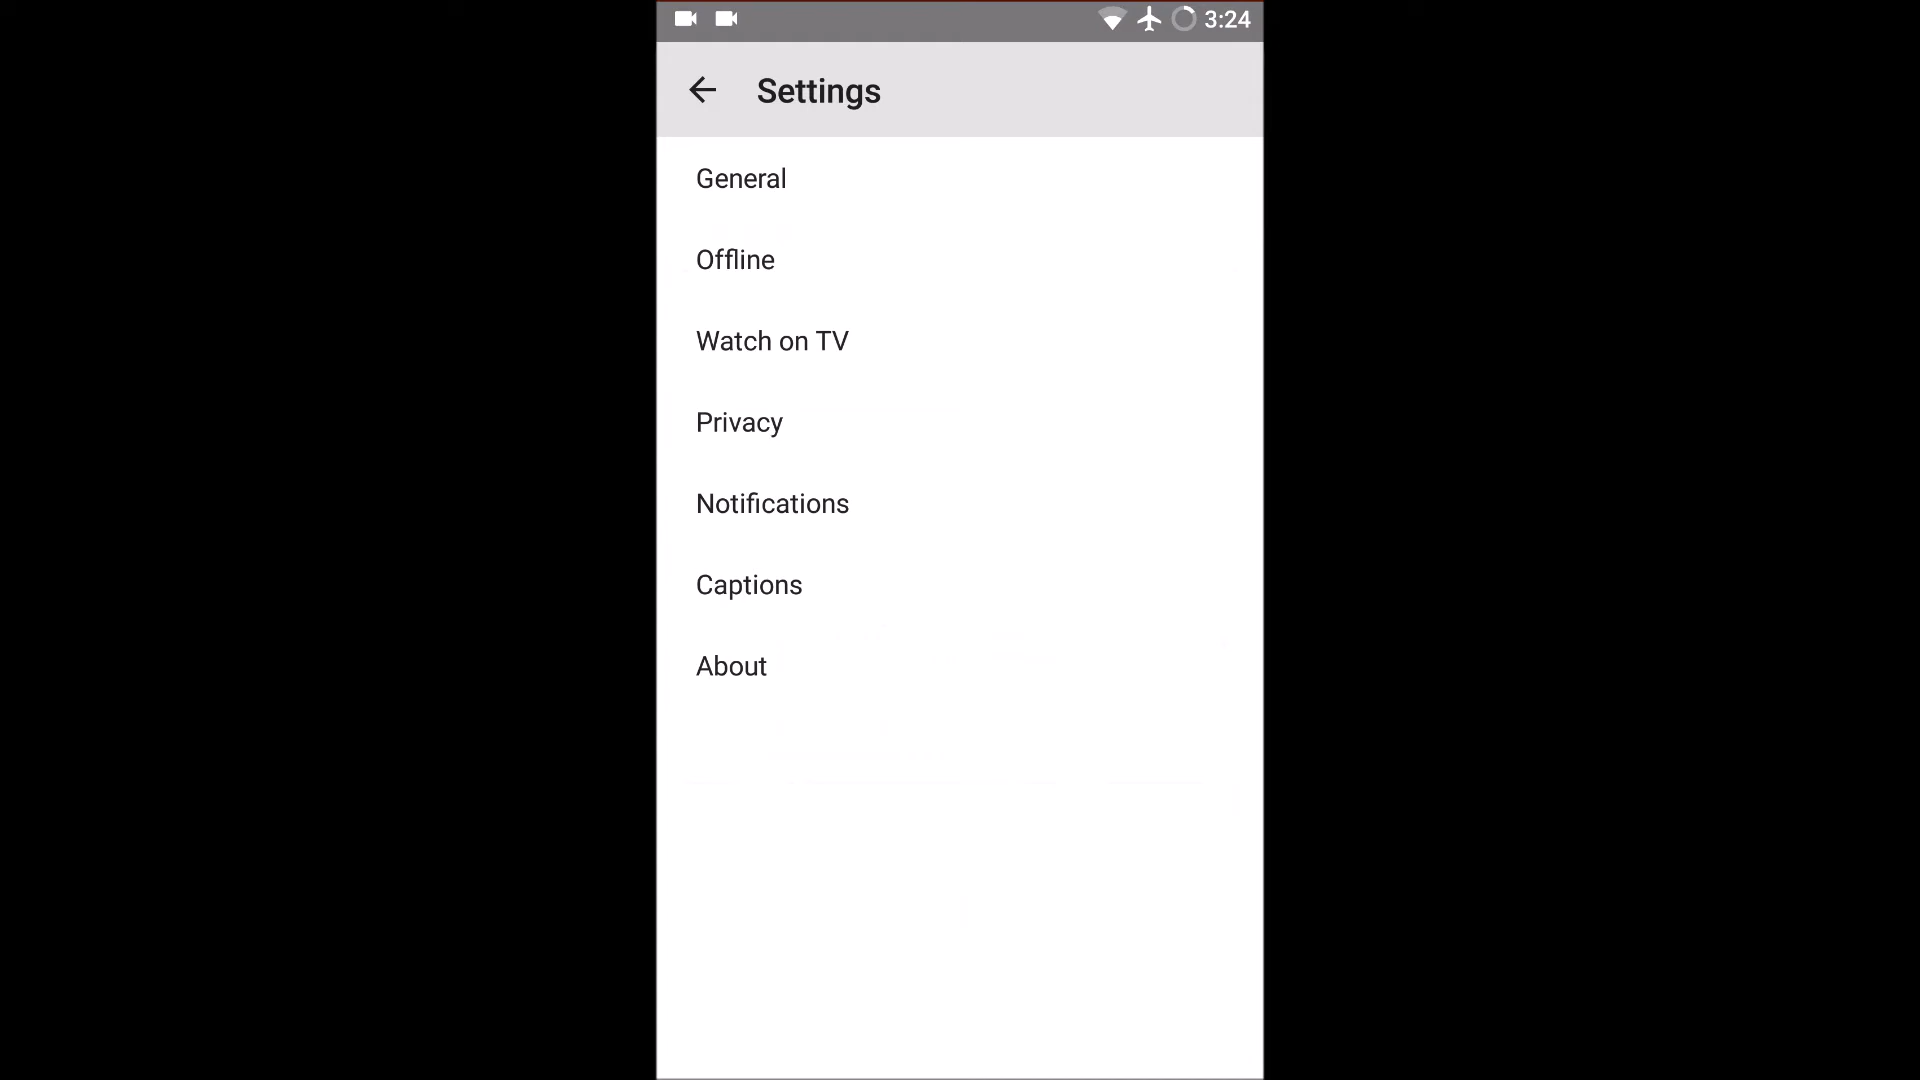 3:24
Settings
General
Offline
Watch on TV
Privacy
Notifications
Captions
About